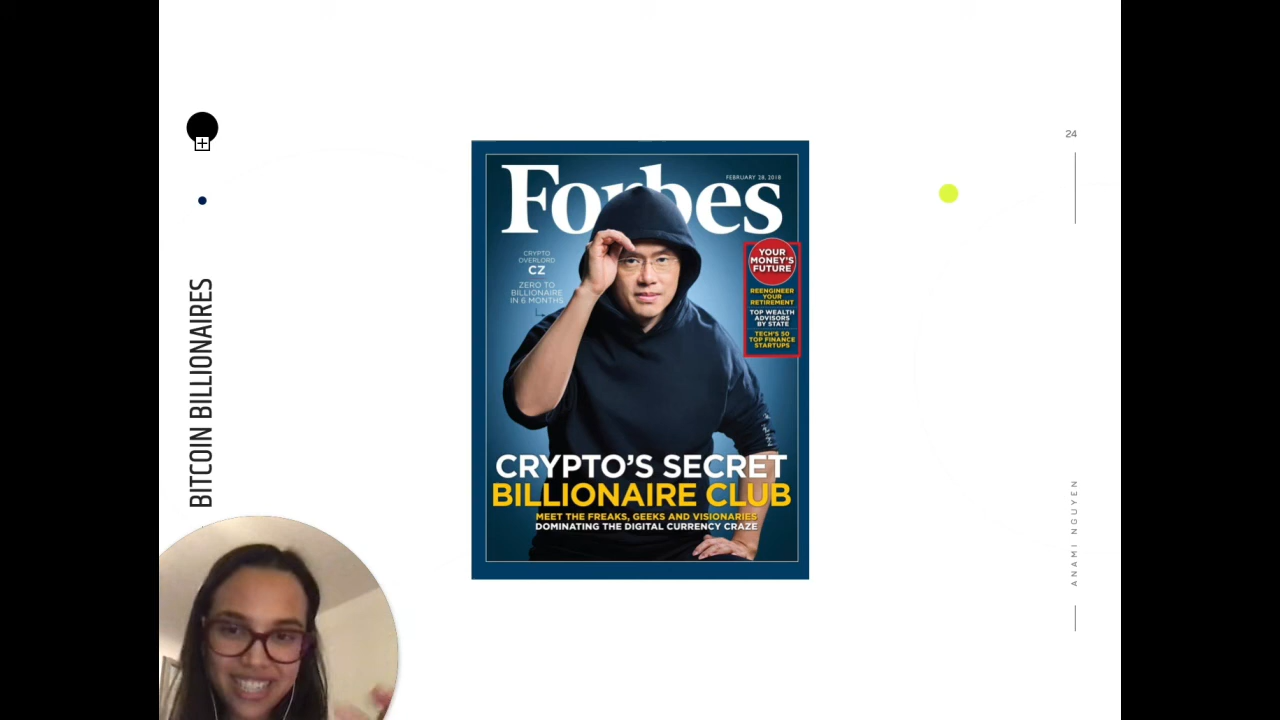 24
BITCOIN BILLIONAIRES
Forbes
FEBRUARY 28, 2018
CRYPTO
OVERLORD
CZ
ZERO TO
BILLIONAIRE
IN 6 MONTHS
YOUR
MONEY'S
FUTURE
REENGINEER
YOUR
RETIREMENT
TOP WEALTH
ADVISORS
BY STATE
TECH'S 50
TOP FINANCE
STARTUPS
CRYPTO'S SECRET
BILLIONAIRE CLUB
MEET THE FREAKS, GEEKS AND VISIONARIES
DOMINATING THE DIGITAL CURRENCY CRAZE
ANAMI NGUYEN